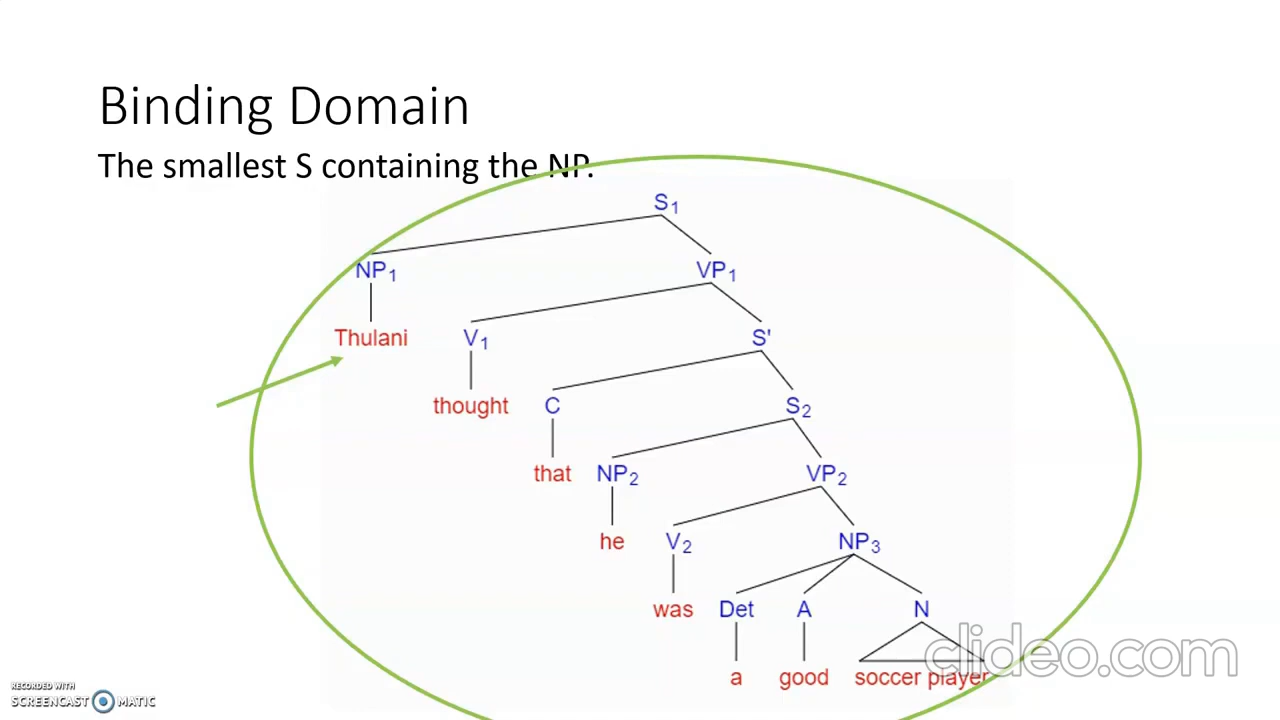 Binding Domain
The smallest S containing the NP.
S1
NP1 VP1
Thulani V1 S'
thought C S2
that NP2 VP2
he V2 NP3
was Det A N
a good soccer player
clideo.com
RECORDED WITH
SCREENCAST MATIC